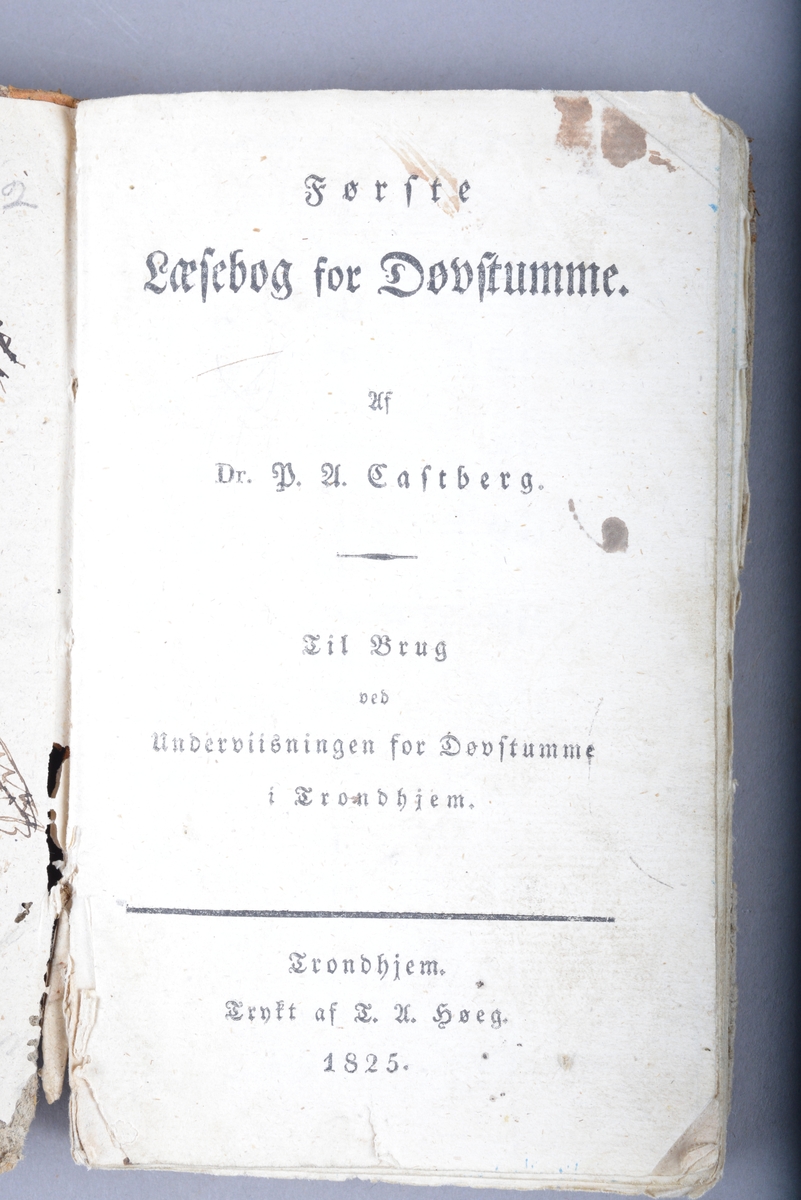 2
Første
Læsebog for Døvstumme.
Af
Dr. P. A. Castberg.
Til Brug
ved
Underviisningen for Døvstumme
i Trondhjem.
Trondhjem.
Trykt af T. A. Høeg.
1825.